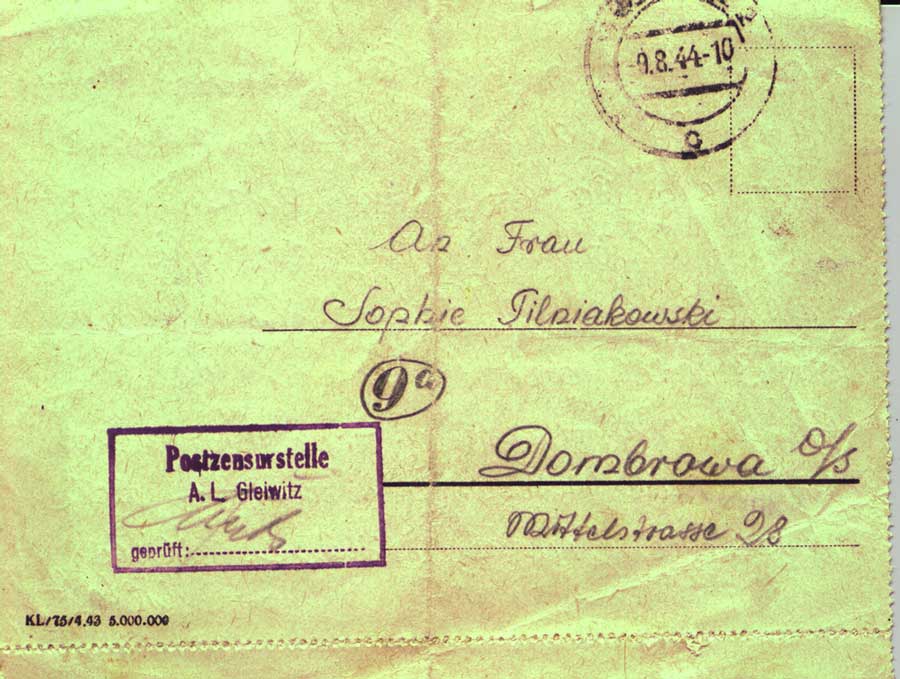 9.8.44-10
c
An Frau
Sophie Pilniakowski
9a
Dombrowa O/S
Mittelstrasse 28
Postzensurstelle
A. L. Gleiwitz
geprüft:
KL/75/4.43 5.000.000